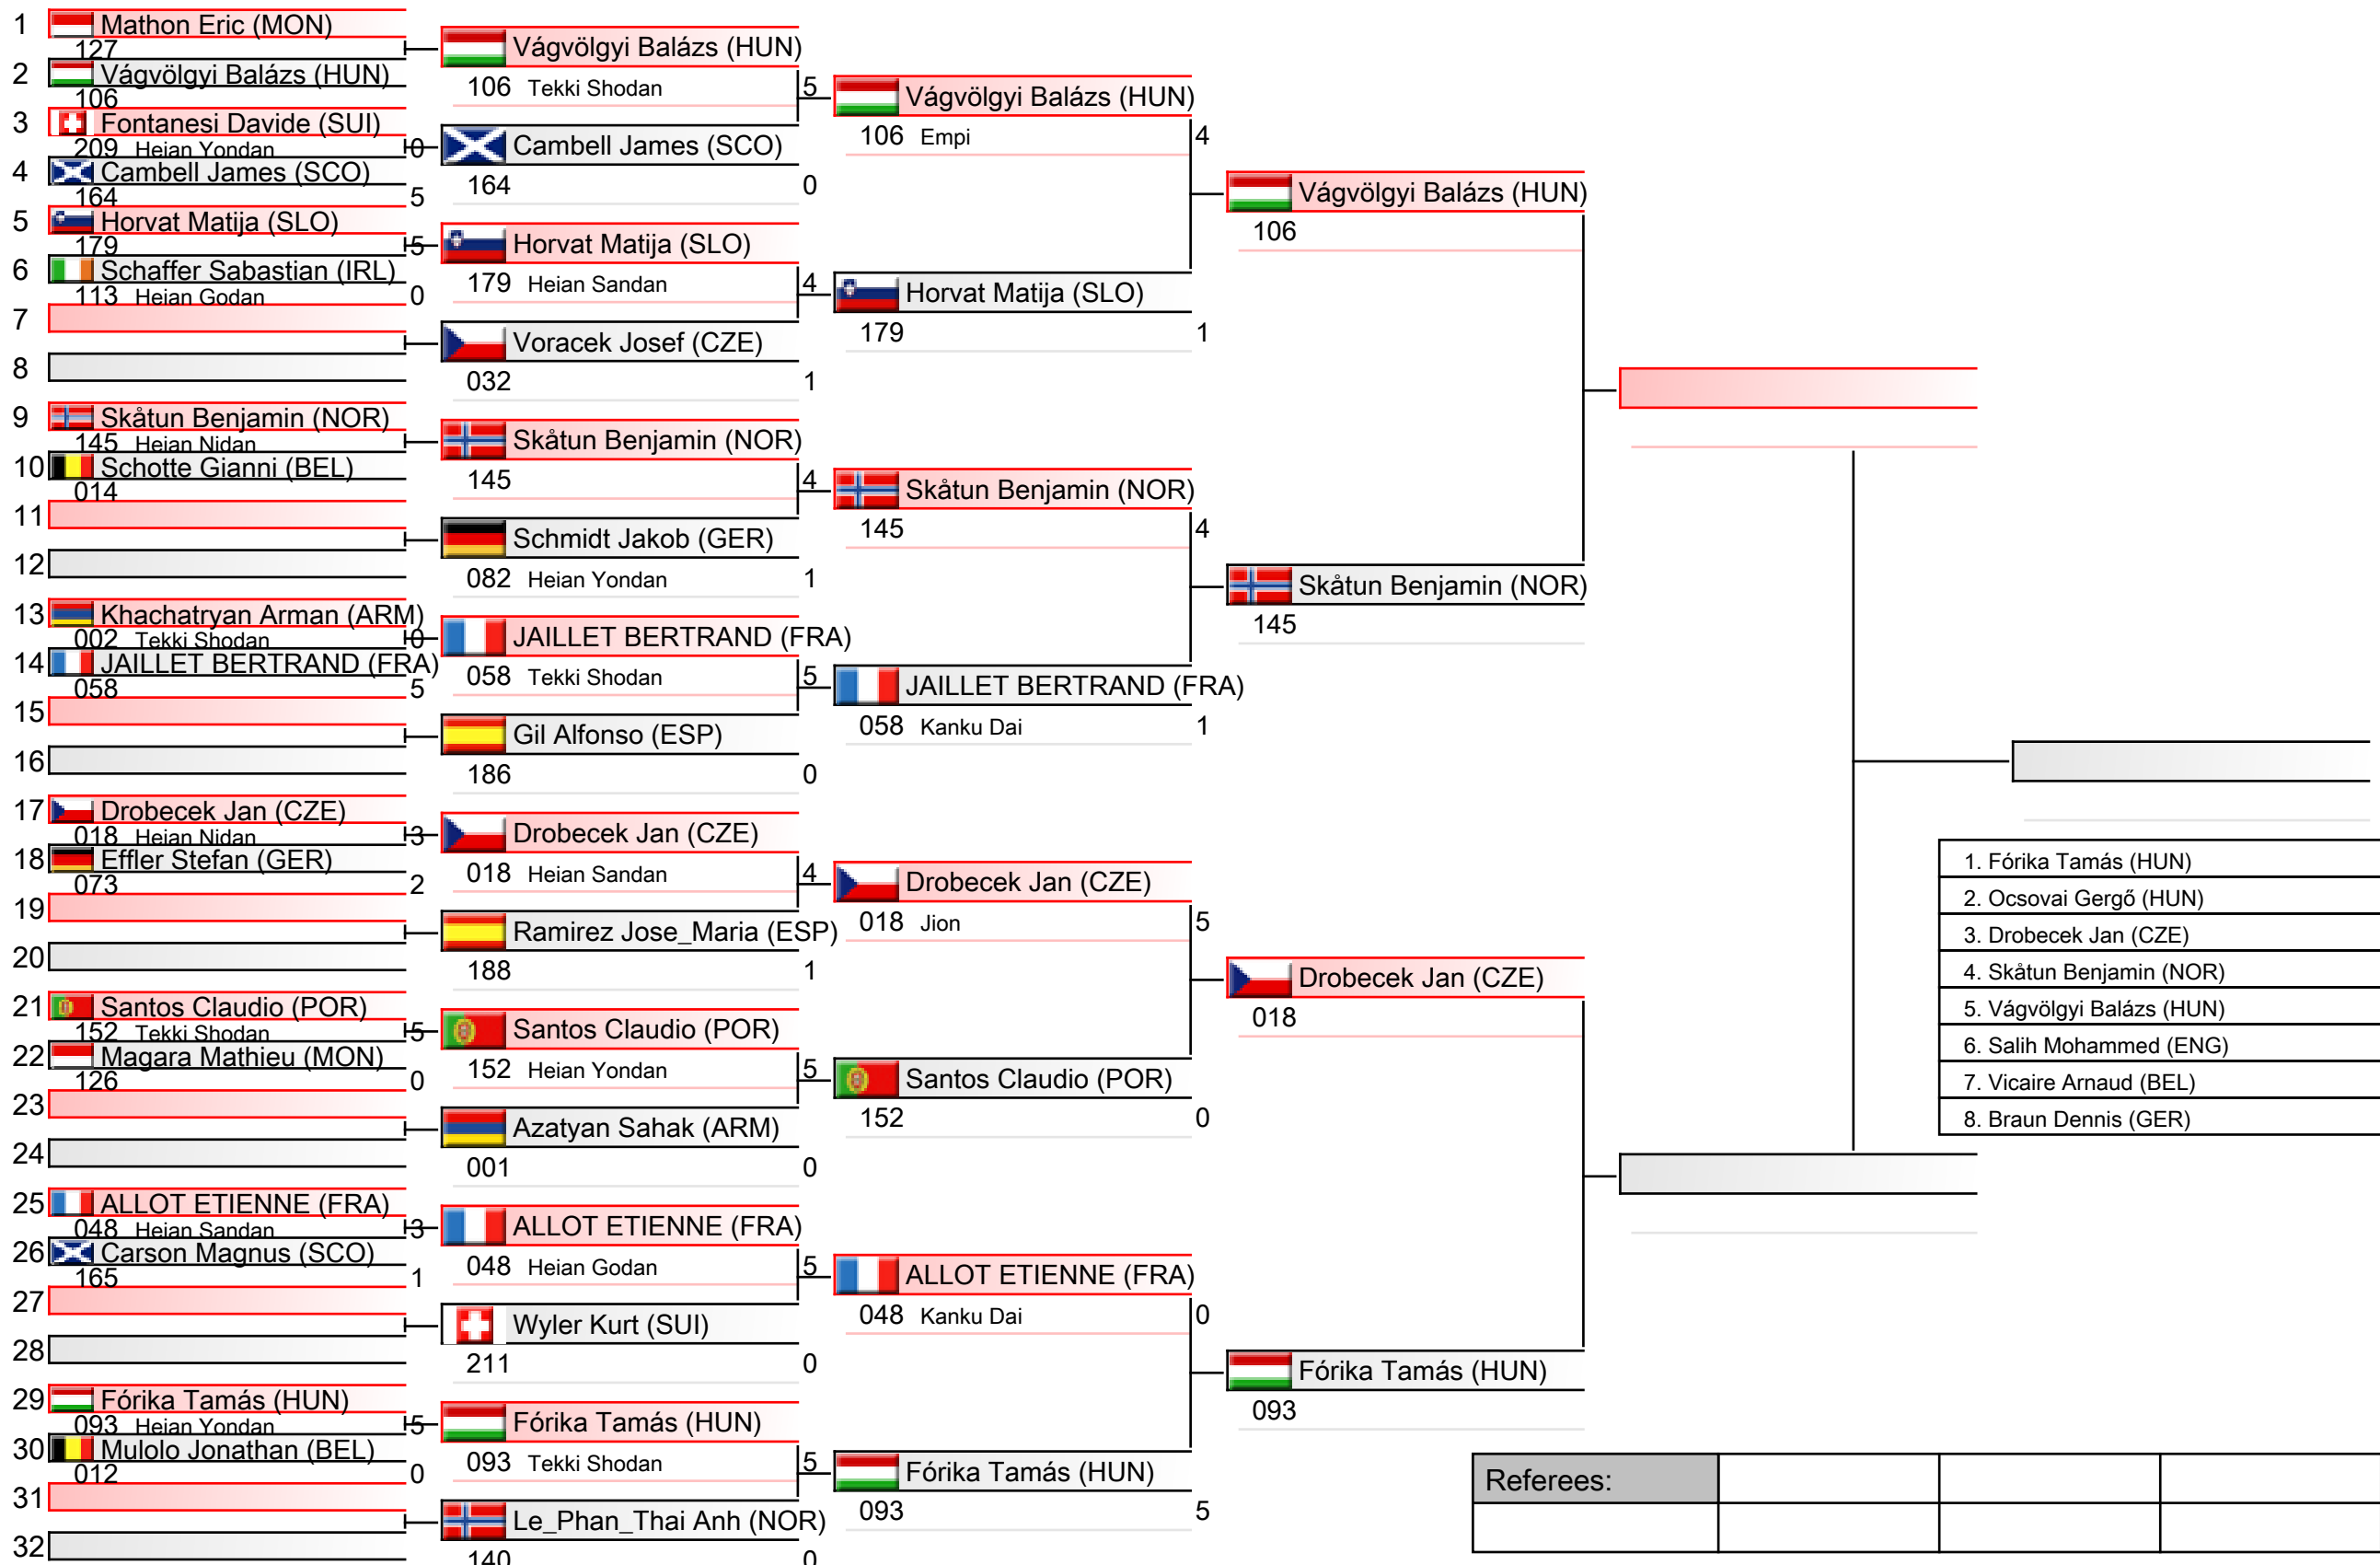 1 Mathon Eric (MON)
127
2 Vágvölgyi Balázs (HUN)
106
3 Fontanesi Davide (SUI)
209 Heian Yondan 0
4 Cambell James (SCO)
164 5
5 Horvat Matija (SLO)
179 5
6 Schaffer Sabastian (IRL)
113 Heian Godan 0
7
8
9 Skåtun Benjamin (NOR)
145 Heian Nidan
10 Schotte Gianni (BEL)
014
11
12
13 Khachatryan Arman (ARM)
002 Tekki Shodan 0
14 JAILLET BERTRAND (FRA)
058 5
15
16
17 Drobecek Jan (CZE)
018 Heian Nidan 3
18 Effler Stefan (GER)
073 2
19
20
21 Santos Claudio (POR)
152 Tekki Shodan 5
22 Magara Mathieu (MON)
126 0
23
24
25 ALLOT ETIENNE (FRA)
048 Heian Sandan 3
26 Carson Magnus (SCO)
165 1
27
28
29 Fórika Tamás (HUN)
093 Heian Yondan 5
30 Mulolo Jonathan (BEL)
012 0
31
32
Vágvölgyi Balázs (HUN)
106 Tekki Shodan 5
Cambell James (SCO)
164 0
Horvat Matija (SLO)
179 Heian Sandan 4
Voracek Josef (CZE)
032 1
Skåtun Benjamin (NOR)
145 4
Schmidt Jakob (GER)
082 Heian Yondan 1
JAILLET BERTRAND (FRA)
058 Tekki Shodan 5
Gil Alfonso (ESP)
186 0
Drobecek Jan (CZE)
018 Heian Sandan 4
Ramirez Jose_Maria (ESP)
188 1
Santos Claudio (POR)
152 Heian Yondan 5
Azatyan Sahak (ARM)
001 0
ALLOT ETIENNE (FRA)
048 Heian Godan 5
Wyler Kurt (SUI)
211 0
Fórika Tamás (HUN)
093 Tekki Shodan 5
Le_Phan_Thai Anh (NOR)
140 0
Vágvölgyi Balázs (HUN)
106 Empi 4
Horvat Matija (SLO)
179 1
Skåtun Benjamin (NOR)
145 4
JAILLET BERTRAND (FRA)
058 Kanku Dai 1
Drobecek Jan (CZE)
018 Jion 5
Santos Claudio (POR)
152 0
ALLOT ETIENNE (FRA)
048 Kanku Dai 0
Fórika Tamás (HUN)
093 5
Vágvölgyi Balázs (HUN)
106
Skåtun Benjamin (NOR)
145
Drobecek Jan (CZE)
018
Fórika Tamás (HUN)
093
1. Fórika Tamás (HUN)
2. Ocsovai Gergő (HUN)
3. Drobecek Jan (CZE)
4. Skåtun Benjamin (NOR)
5. Vágvölgyi Balázs (HUN)
6. Salih Mohammed (ENG)
7. Vicaire Arnaud (BEL)
8. Braun Dennis (GER)
Referees: